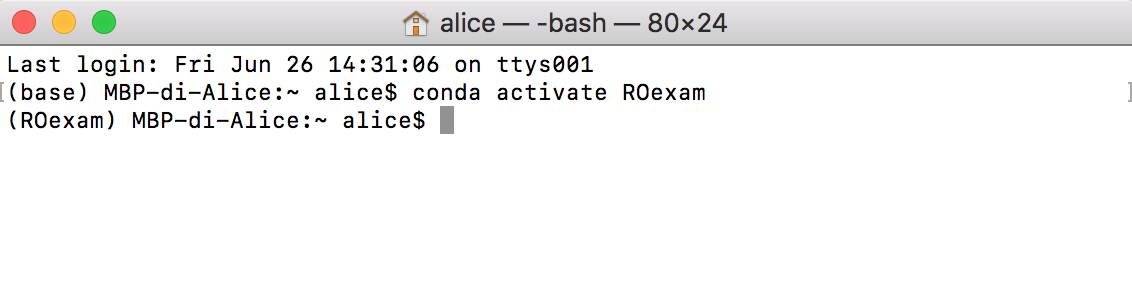 alice — -bash — 80×24
Last login: Fri Jun 26 14:31:06 on ttys001
(base) MBP-di-Alice:~ alice$ conda activate ROexam
(ROexam) MBP-di-Alice:~ alice$